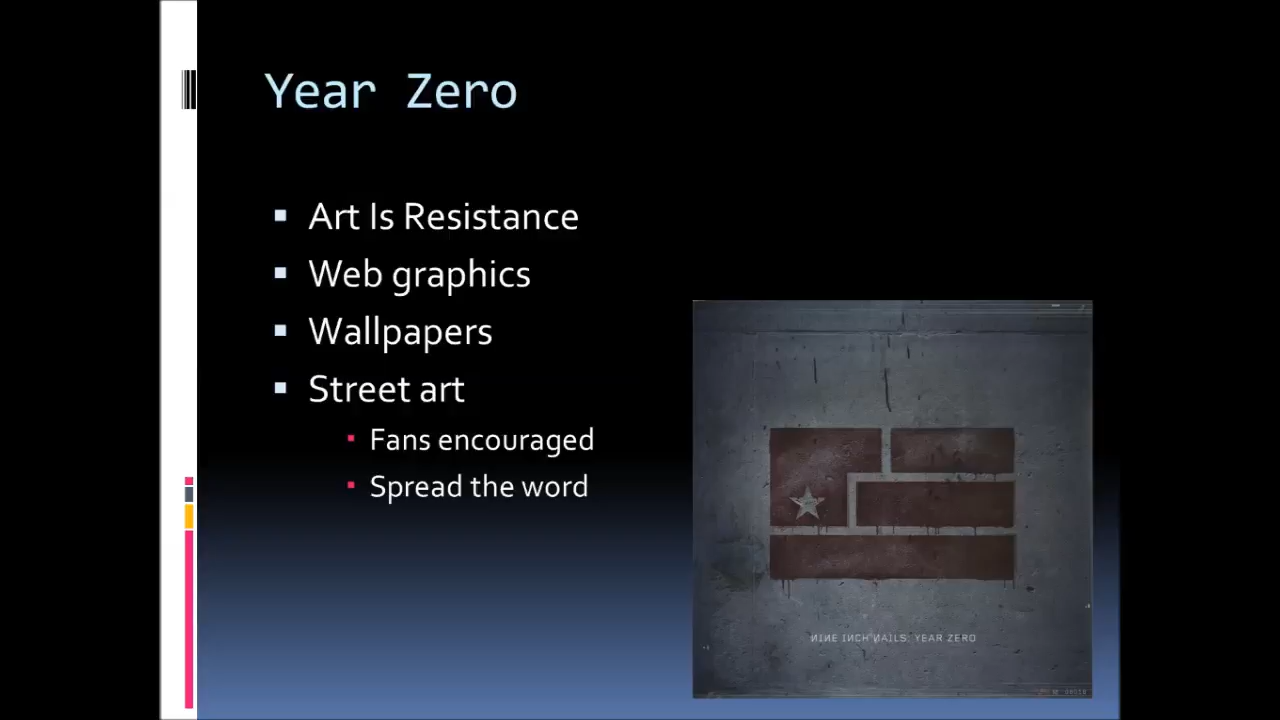 Year Zero
Art Is Resistance
Web graphics
Wallpapers
Street art
Fans encouraged
Spread the word
NINE INCH NAILS: YEAR ZERO